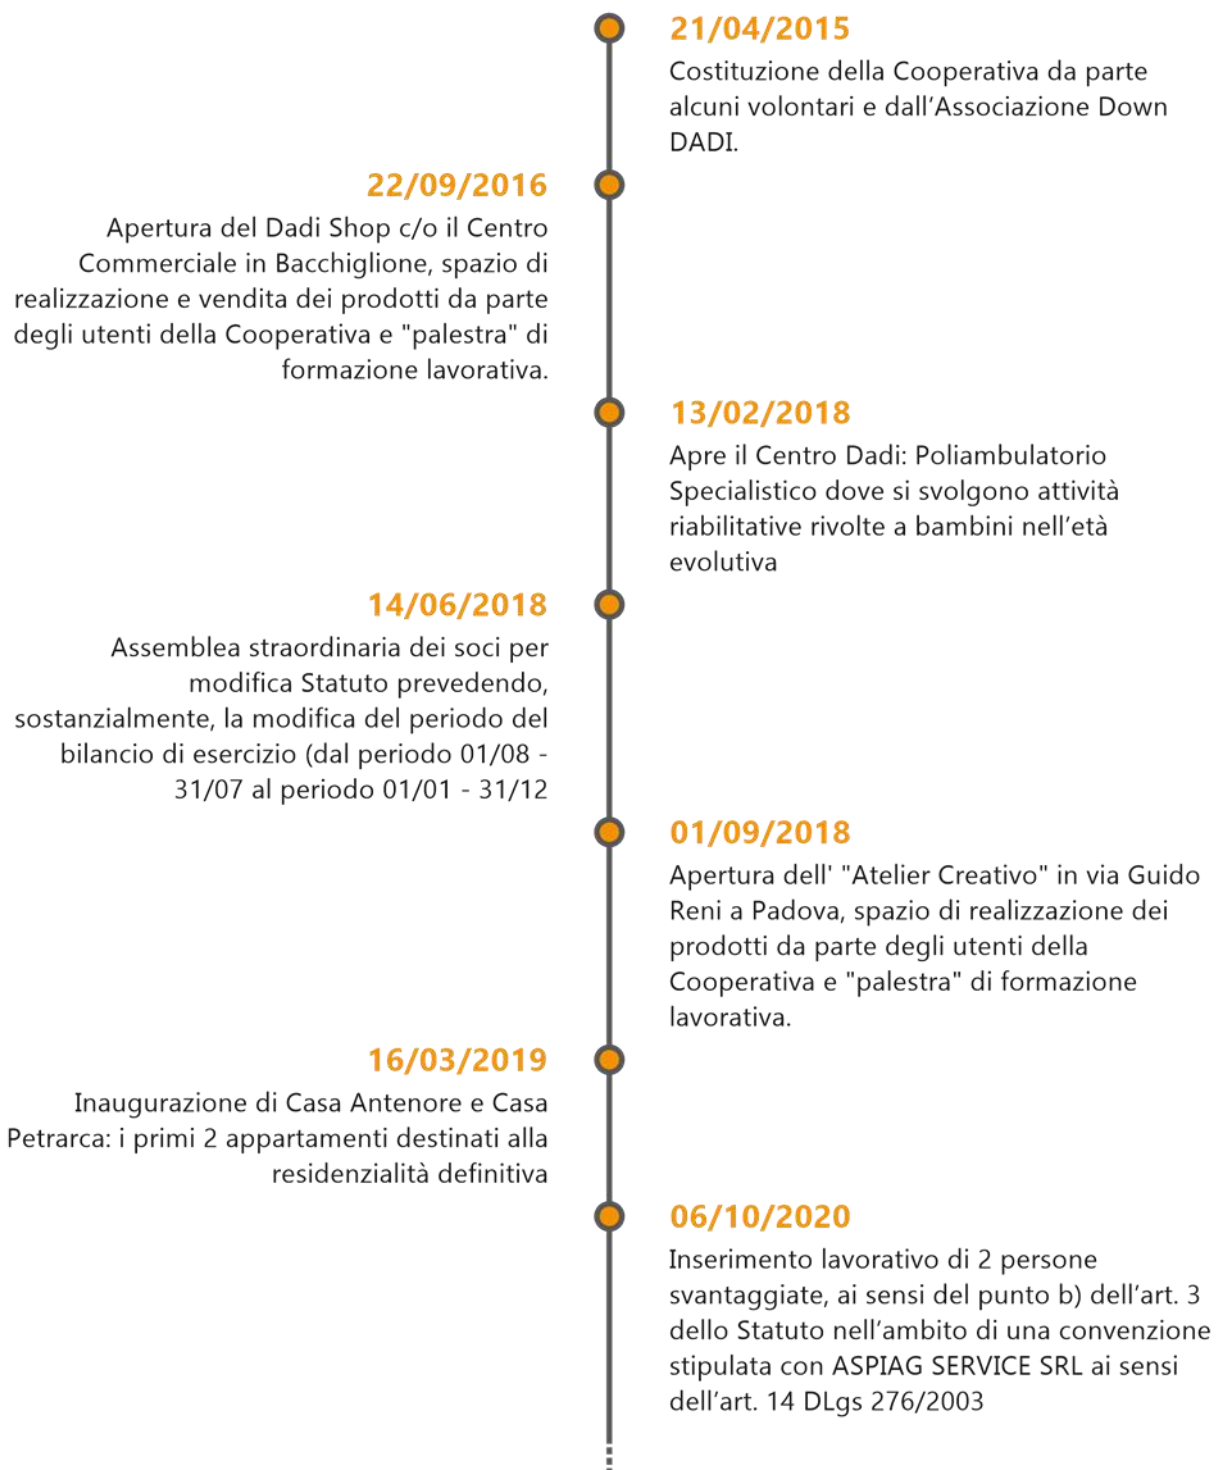 21/04/2015
Costituzione della Cooperativa da parte
alcuni volontari e dall'Associazione Down
DADI.
22/09/2016
Apertura del Dadi Shop c/o il Centro
Commerciale in Bacchiglione, spazio di
realizzazione e vendita dei prodotti da parte
degli utenti della Cooperativa e "palestra" di
formazione lavorativa.
13/02/2018
Apre il Centro Dadi: Poliambulatorio
Specialistico dove si svolgono attività
riabilitative rivolte a bambini nell'età
evolutiva
14/06/2018
Assemblea straordinaria dei soci per
modifica Statuto prevedendo,
sostanzialmente, la modifica del periodo del
bilancio di esercizio (dal periodo 01/08 -
31/07 al periodo 01/01 - 31/12
01/09/2018
Apertura dell' "Atelier Creativo" in via Guido
Reni a Padova, spazio di realizzazione dei
prodotti da parte degli utenti della
Cooperativa e "palestra" di formazione
lavorativa.
16/03/2019
Inaugurazione di Casa Antenore e Casa
Petrarca: i primi 2 appartamenti destinati alla
residenzialità definitiva
06/10/2020
Inserimento lavorativo di 2 persone
svantaggiate, ai sensi del punto b) dell'art. 3
dello Statuto nell'ambito di una convenzione
stipulata con ASPIAG SERVICE SRL ai sensi
dell'art. 14 DLgs 276/2003